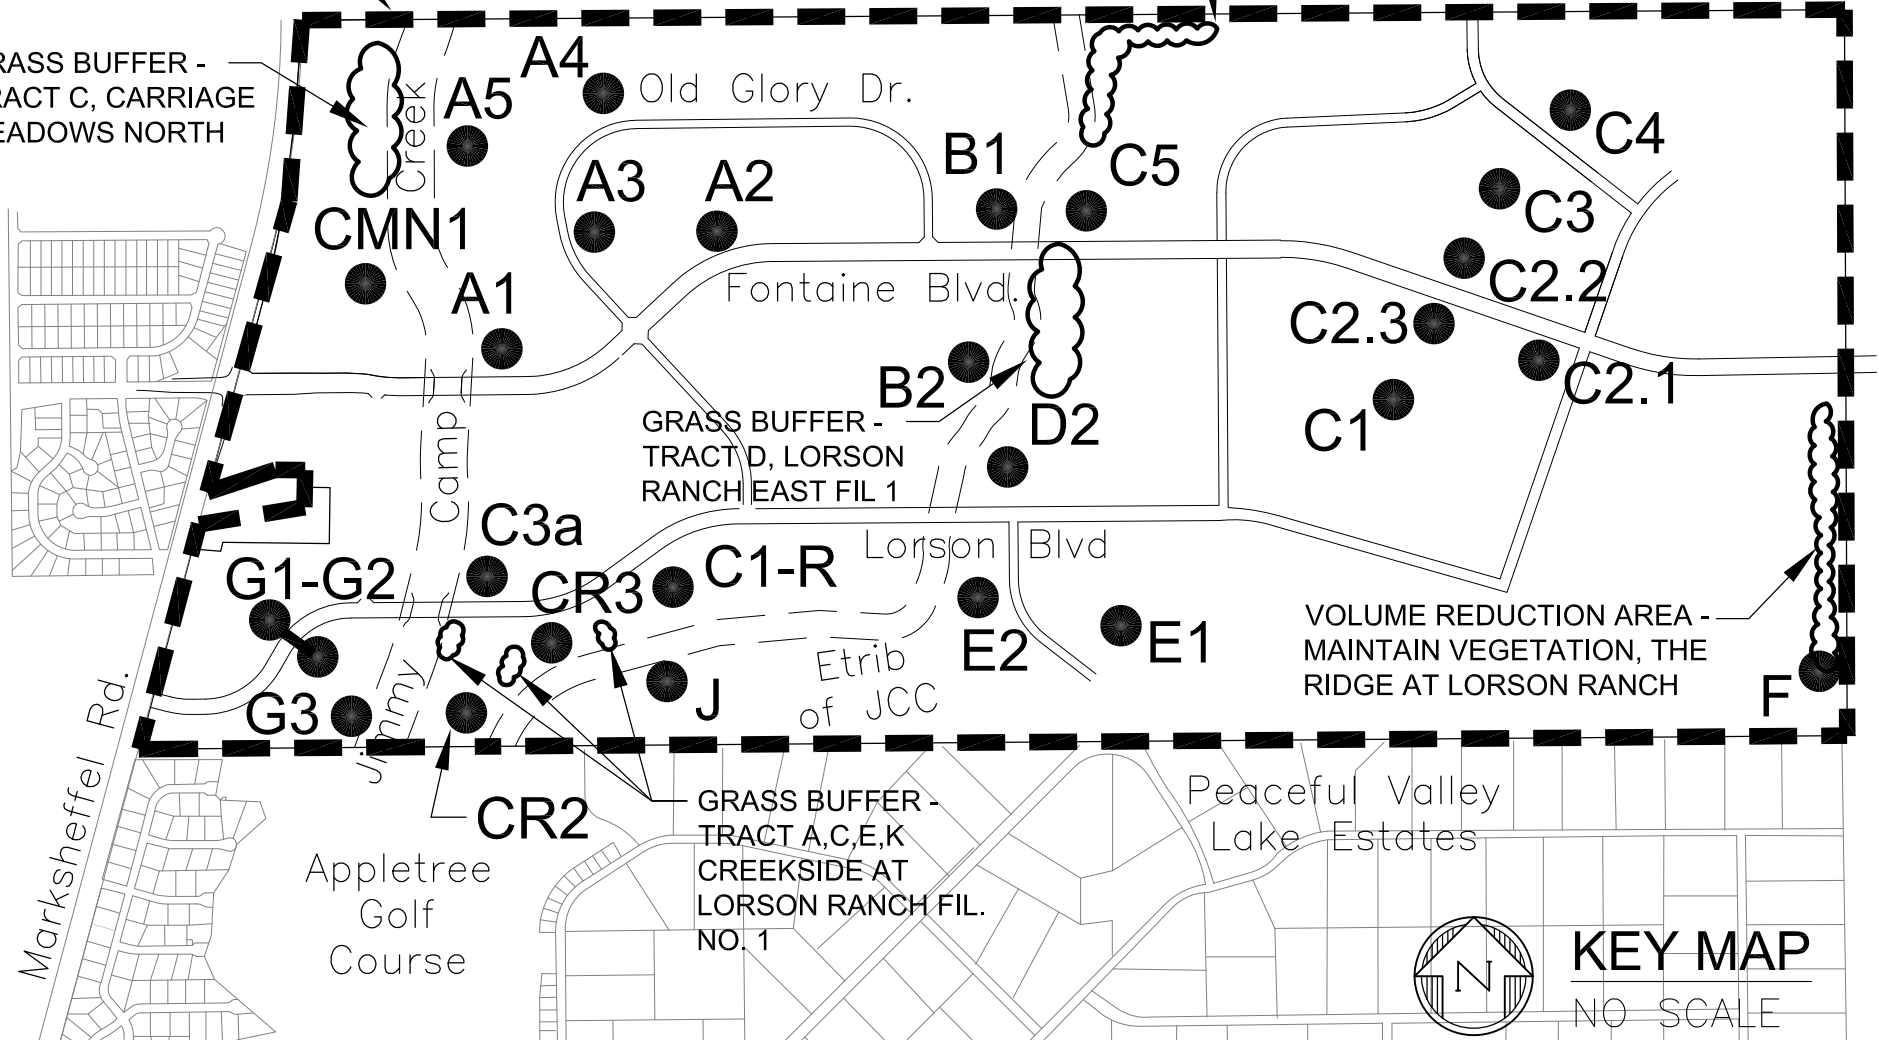 RASS BUFFER -
RACT C, CARRIAGE
EADOWS NORTH
A4
A5
Old Glory Dr.
Creek
C4
B1
C5
A3
A2
C3
CMN1
Fontaine Blvd.
A1
C2.2
C2.3
B2
C2.1
GRASS BUFFER -
TRACT D, LORSON
RANCH EAST FIL 1
D2
C1
Camp
C3a
Lorson Blvd
G1-G2
CR3
C1-R
VOLUME REDUCTION AREA -
MAINTAIN VEGETATION, THE
RIDGE AT LORSON RANCH
E2
E1
Etrib
of JCC
J
F
G3
Jimmy
Marksheffel Rd.
CR2
GRASS BUFFER -
TRACT A,C,E,K
CREEKSIDE AT
LORSON RANCH FIL.
NO. 1
Peaceful Valley
Lake Estates
Appletree
Golf
Course
N
KEY MAP
NO SCALE